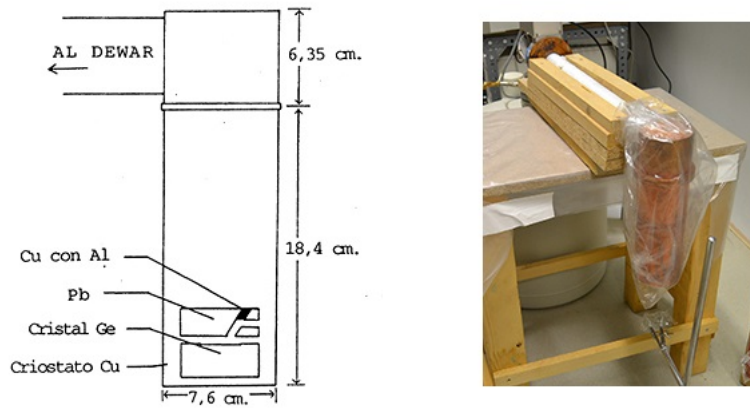 AL DEWAR
6,35 cm.
18,4 cm.
Cu con Al
Pb
Cristal Ge
Criostato Cu
7,6 cm.